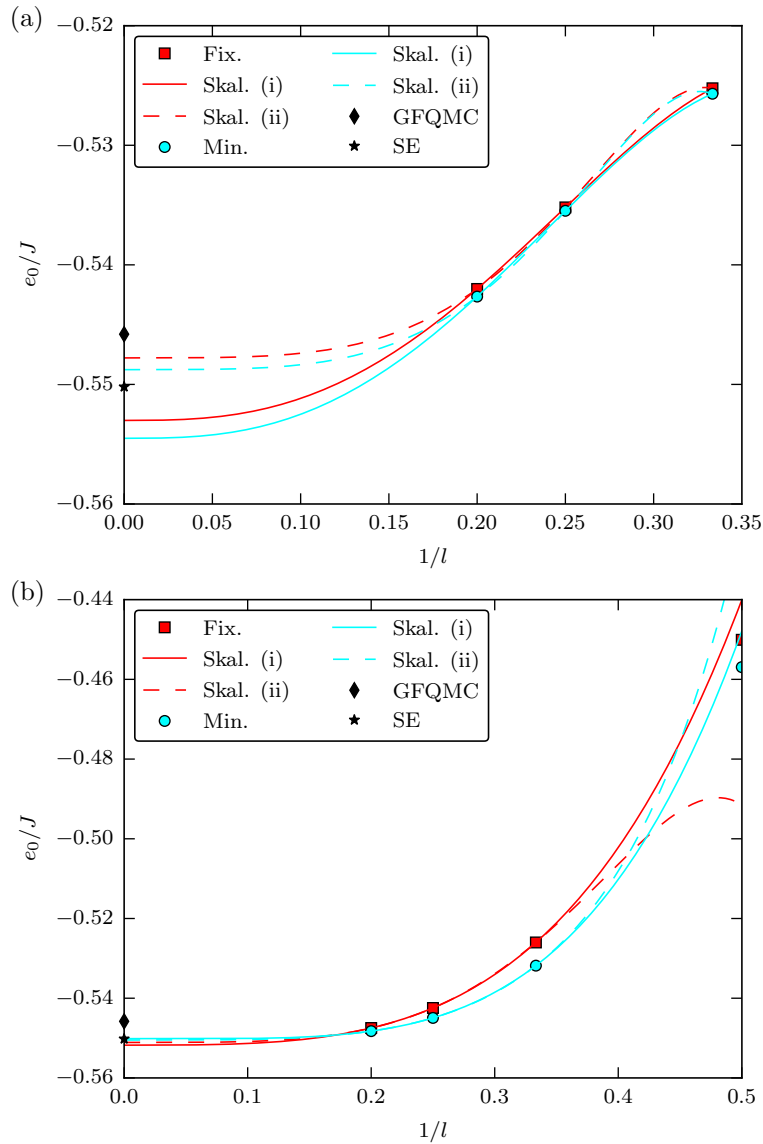 (a)
−0.52
−0.53
−0.54
−0.55
−0.56
e₀/J
Fix.
Skal. (i)
Skal. (ii)
Min.
Skal. (i)
Skal. (ii)
GFQMC
SE
0.00 0.05 0.10 0.15 0.20 0.25 0.30 0.35
1/l
(b)
−0.44
−0.46
−0.48
−0.50
−0.52
−0.54
−0.56
e₀/J
Fix.
Skal. (i)
Skal. (ii)
Min.
Skal. (i)
Skal. (ii)
GFQMC
SE
0.0 0.1 0.2 0.3 0.4 0.5
1/l